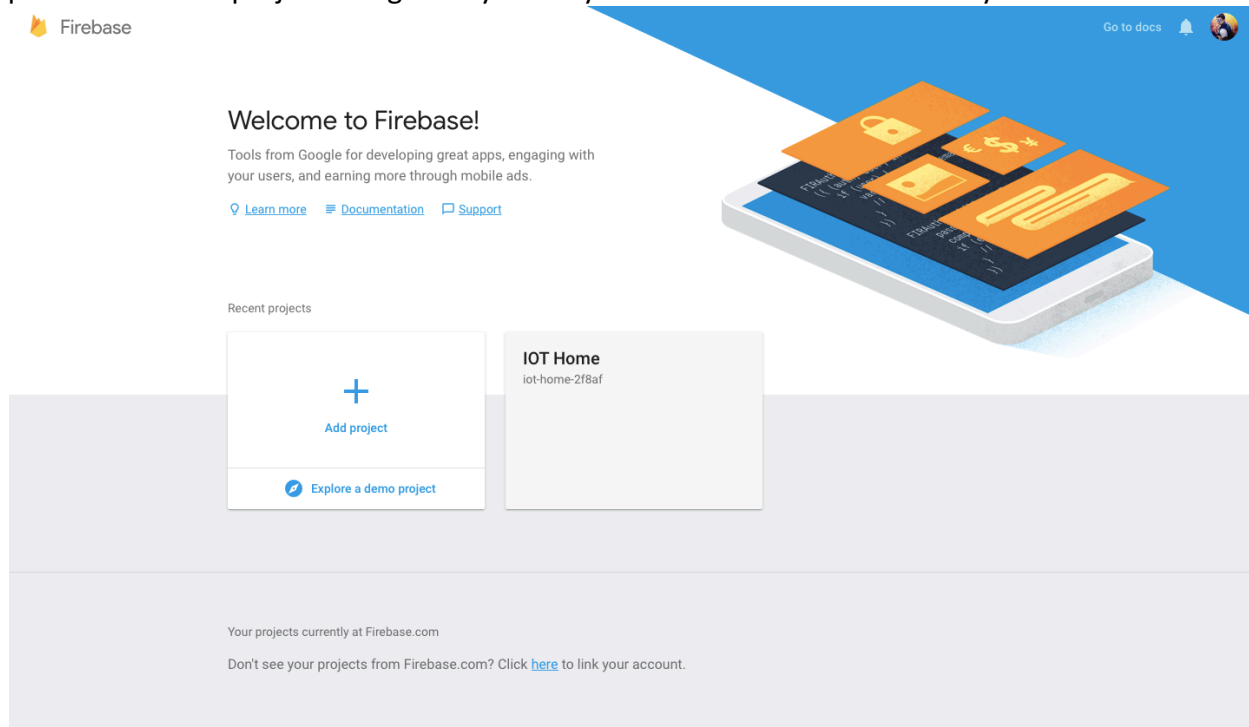 Firebase
Go to docs
Welcome to Firebase!
Tools from Google for developing great apps, engaging with
your users, and earning more through mobile ads.
Learn more Documentation Support
Recent projects
IOT Home
iot-home-2f8af
Add project
Explore a demo project
Your projects currently at Firebase.com
Don't see your projects from Firebase.com? Click here to link your account.